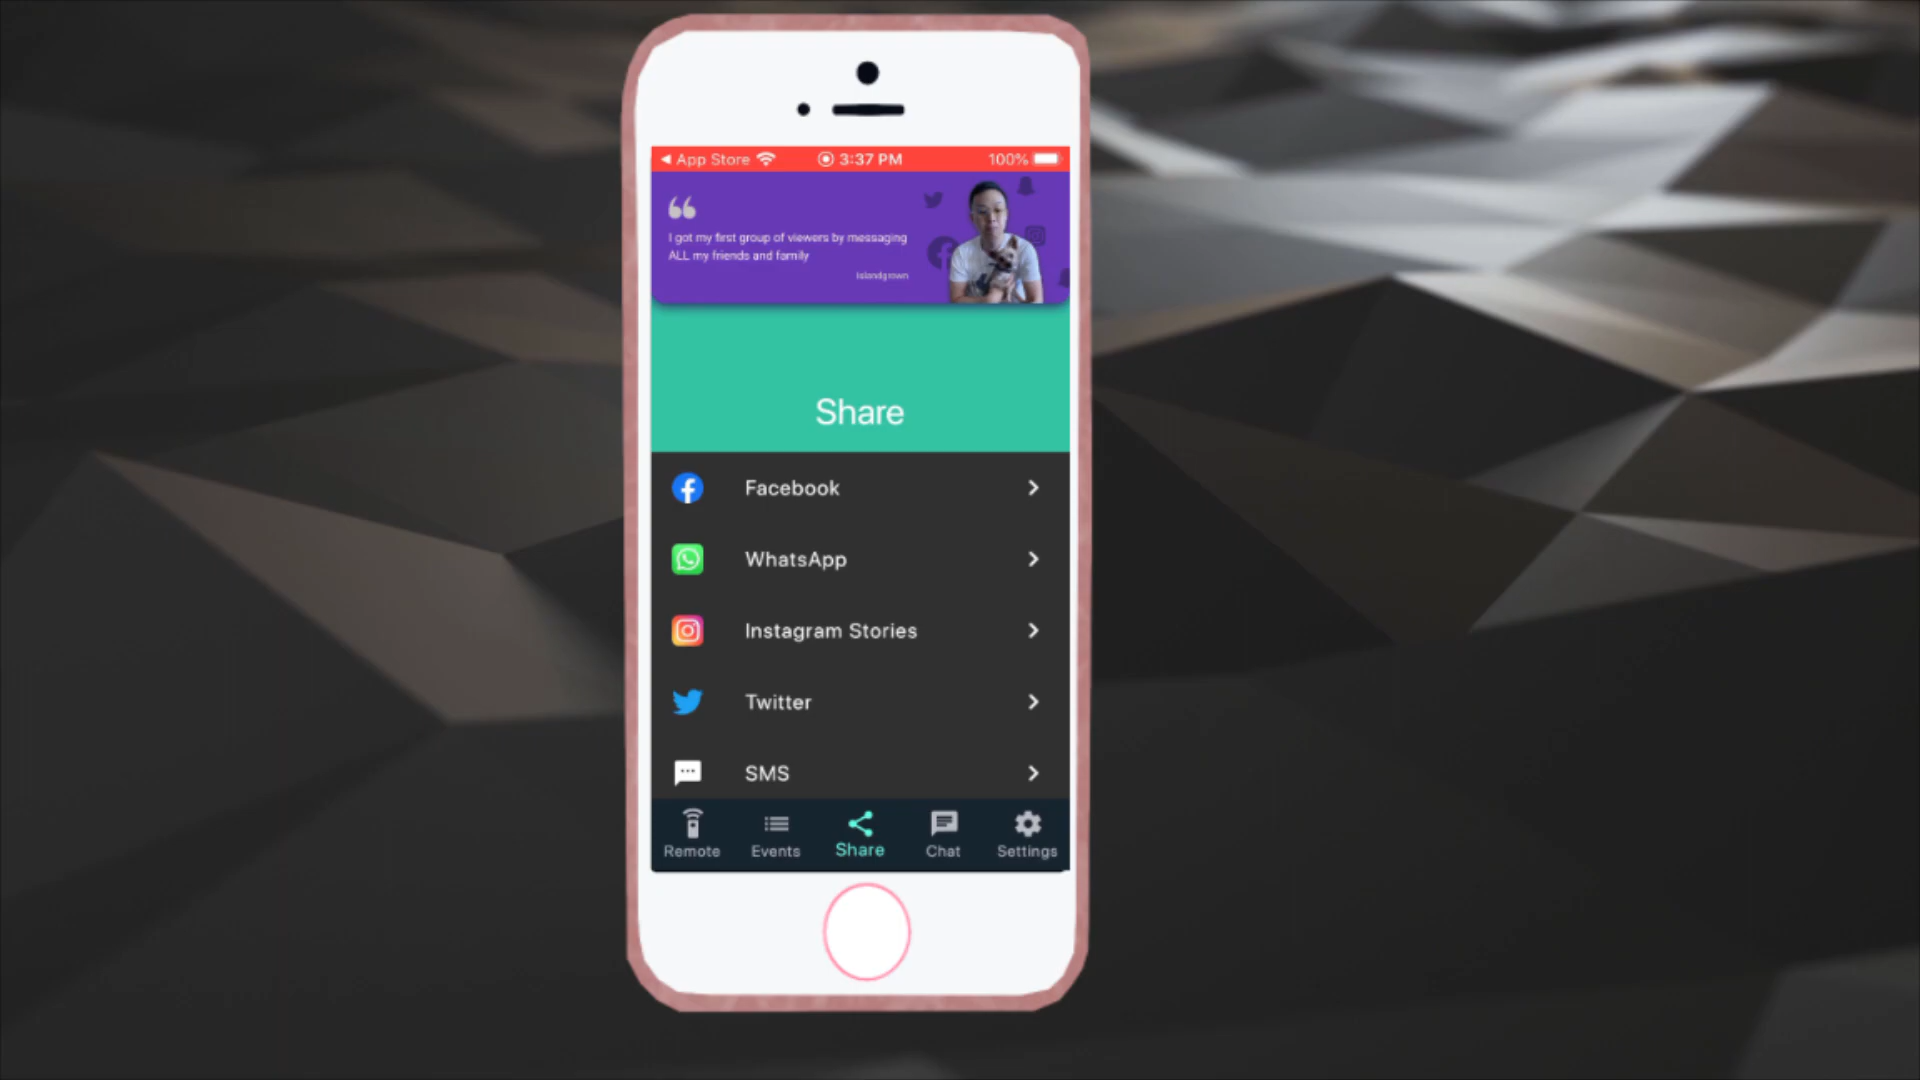 App Store 3:37 PM 100%
I got my first group of viewers by messaging
ALL my friends and family
islandgrown
Share
Facebook
WhatsApp
Instagram Stories
Twitter
SMS
Remote Events Share Chat Settings